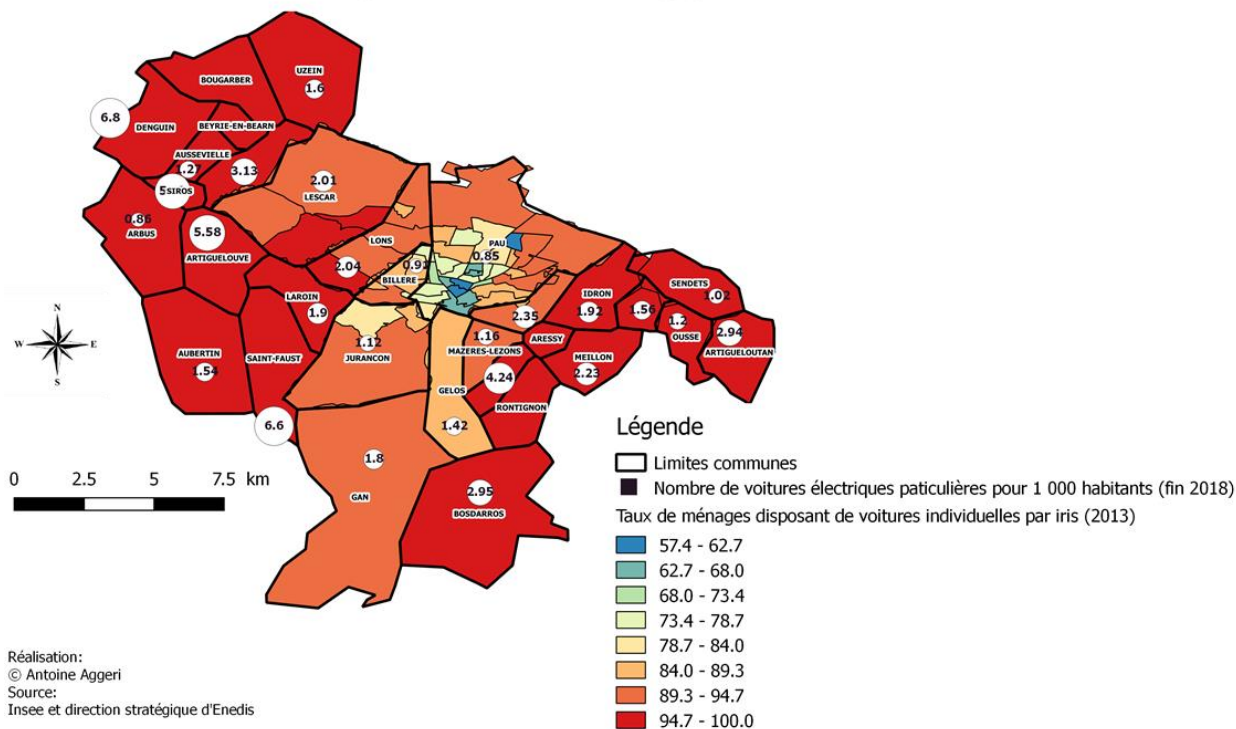 UZEIN
1.6
BOUGARBER
6.8
DENGUIN
BEYRIE-EN-BEARN
AUSSEVIELLE
1.27
3.13
5
SIROS
2.01
LESCAR
0.86
ARBUS
5.58
ARTIGUELOUVE
LONS
PAU
0.85
0.91
BILLERE
2.04
LAROIN
1.9
IDRON
1.92
1.56
SENDETS
1.02
1.2
OUSSE
2.94
ARTIGUELOUTAN
2.35
1.16
MAZERES-LEZONS
ARESSY
1.12
JURANCON
AUBERTIN
1.54
SAINT-FAUST
MEILLON
2.23
4.24
GELOS
RONTIGNON
6.6
1.42
1.8
GAN
2.95
BOSDARROS
N
W E
S
0 2.5 5 7.5 km
Légende
Limites communes
Nombre de voitures électriques paticulières pour 1 000 habitants (fin 2018)
Taux de ménages disposant de voitures individuelles par iris (2013)
57.4 - 62.7
62.7 - 68.0
68.0 - 73.4
73.4 - 78.7
78.7 - 84.0
84.0 - 89.3
89.3 - 94.7
94.7 - 100.0
Réalisation:
© Antoine Aggeri
Source:
Insee et direction stratégique d'Enedis